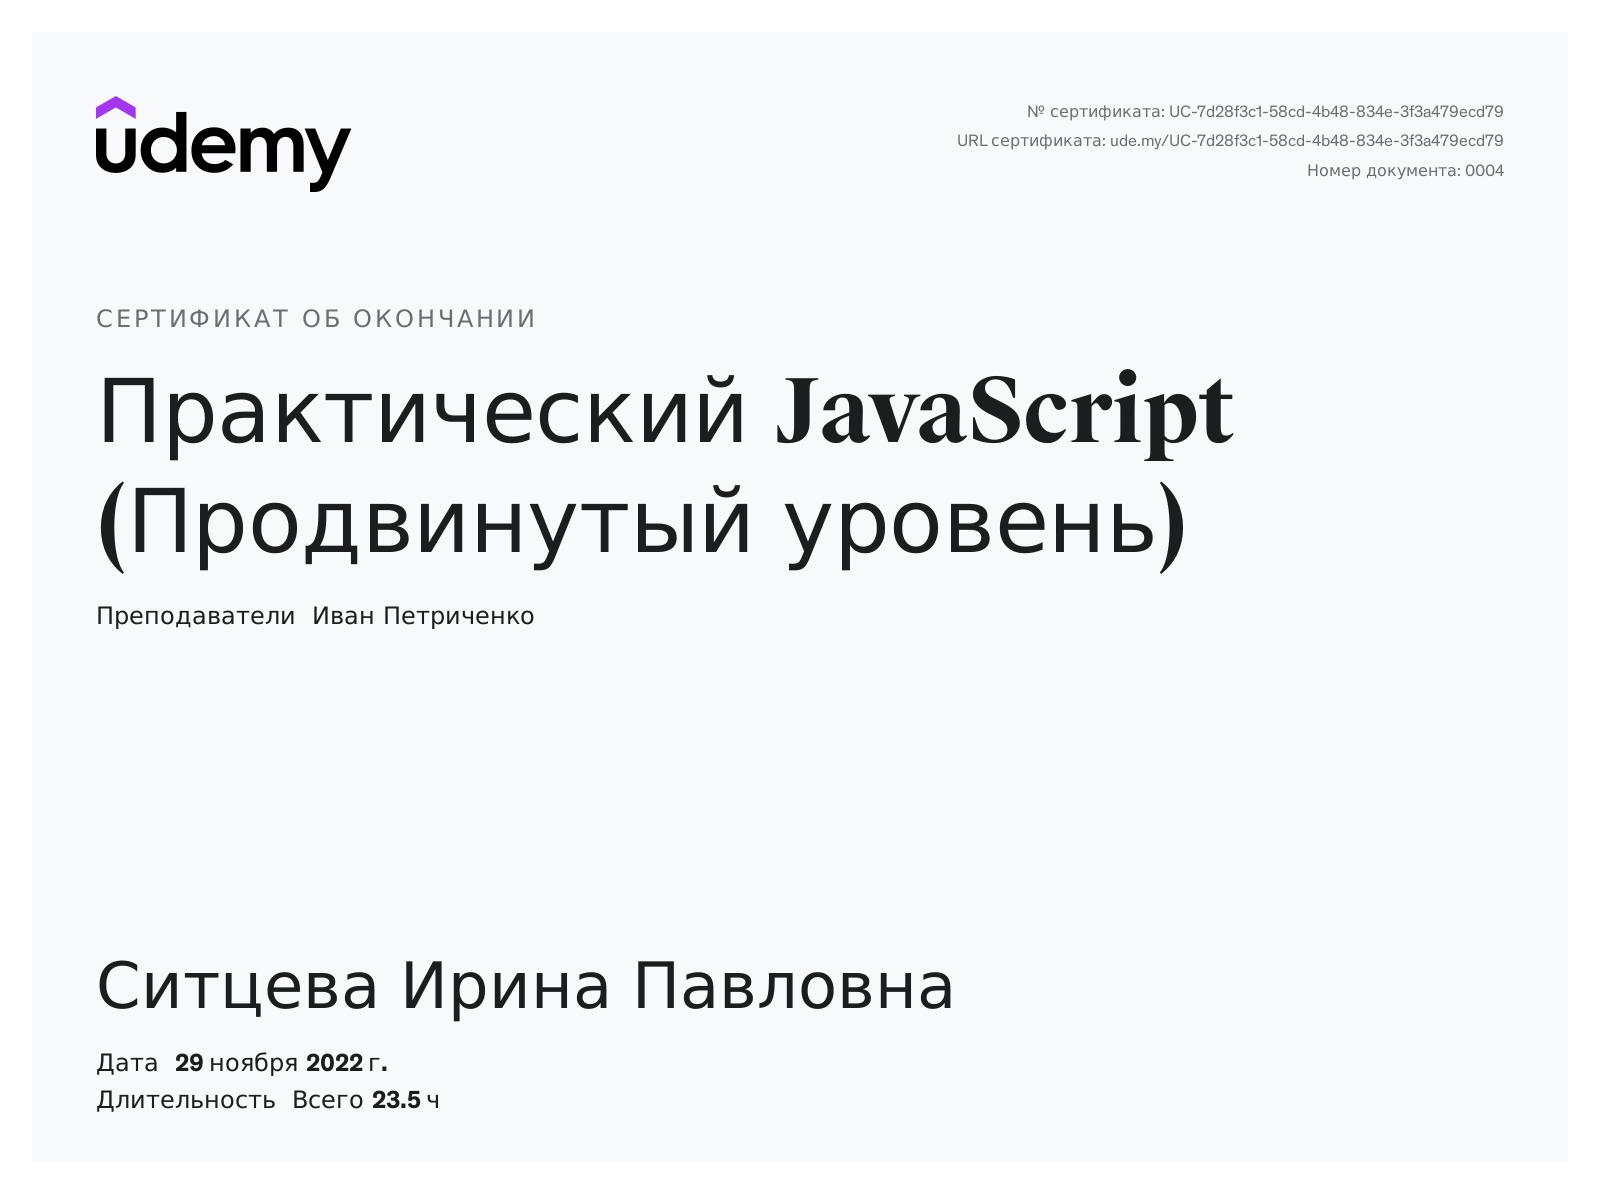 udemy
№ сертификата: UC-7d28f3c1-58cd-4b48-834e-3f3a479ecd79
URL сертификата: ude.my/UC-7d28f3c1-58cd-4b48-834e-3f3a479ecd79
Номер документа: 0004
СЕРТИФИКАТ ОБ ОКОНЧАНИИ
Практический JavaScript
(Продвинутый уровень)
Преподаватели Иван Петриченко
Ситцева Ирина Павловна
Дата 29 ноября 2022 г.
Длительность Всего 23.5 ч